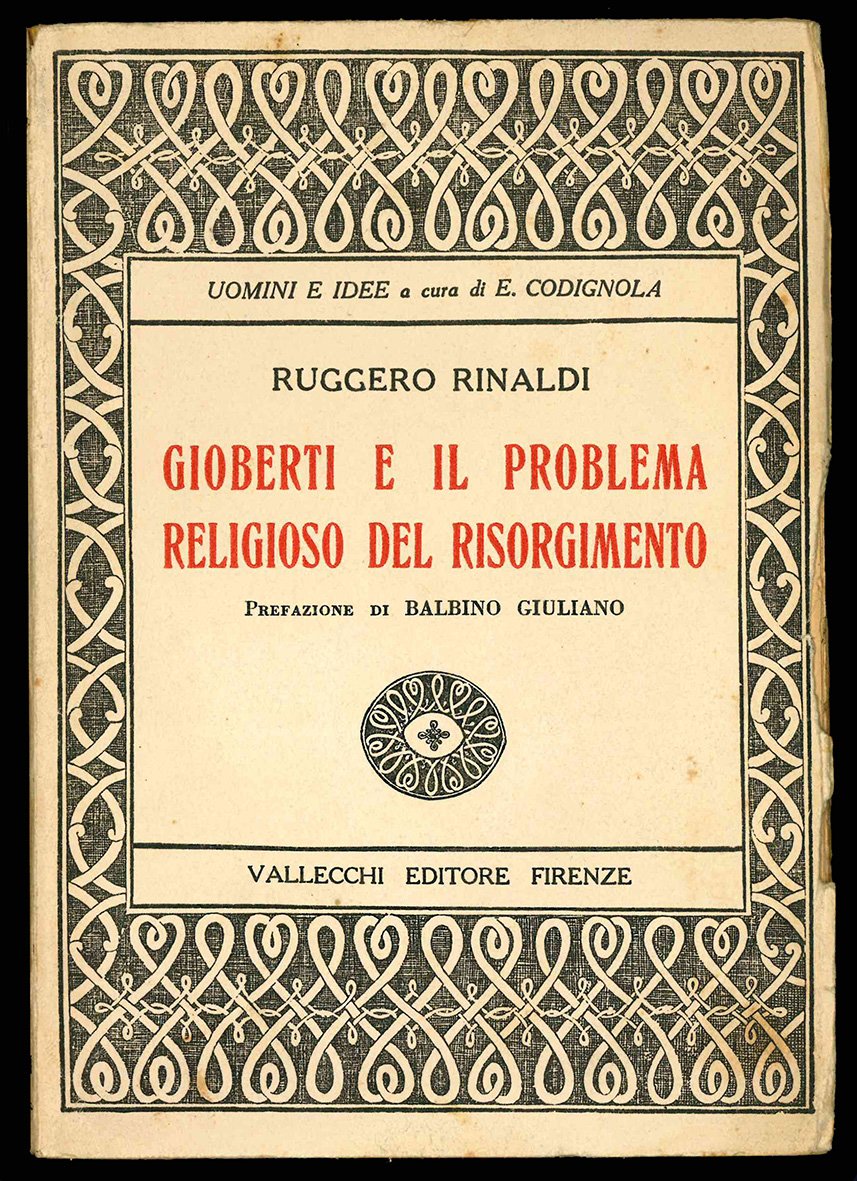 UOMINI E IDEE a cura di E. CODIGNOLA
RUGGERO RINALDI
GIOBERTI E IL PROBLEMA
RELIGIOSO DEL RISORGIMENTO
PREFAZIONE DI BALBINO GIULIANO
VALLECCHI EDITORE FIRENZE